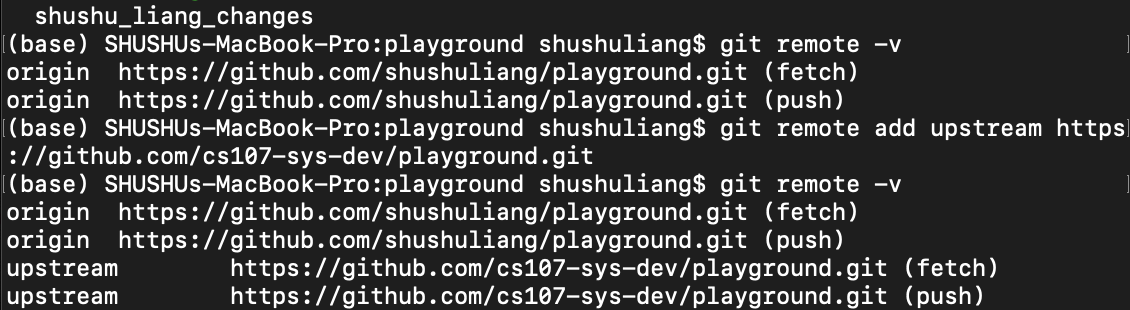 shushu_liang_changes
[(base) SHUSHUs-MacBook-Pro:playground shushuliang$ git remote -v ]
origin  https://github.com/shushuliang/playground.git (fetch)
origin  https://github.com/shushuliang/playground.git (push)
[(base) SHUSHUs-MacBook-Pro:playground shushuliang$ git remote add upstream https]
://github.com/cs107-sys-dev/playground.git
[(base) SHUSHUs-MacBook-Pro:playground shushuliang$ git remote -v ]
origin  https://github.com/shushuliang/playground.git (fetch)
origin  https://github.com/shushuliang/playground.git (push)
upstream        https://github.com/cs107-sys-dev/playground.git (fetch)
upstream        https://github.com/cs107-sys-dev/playground.git (push)